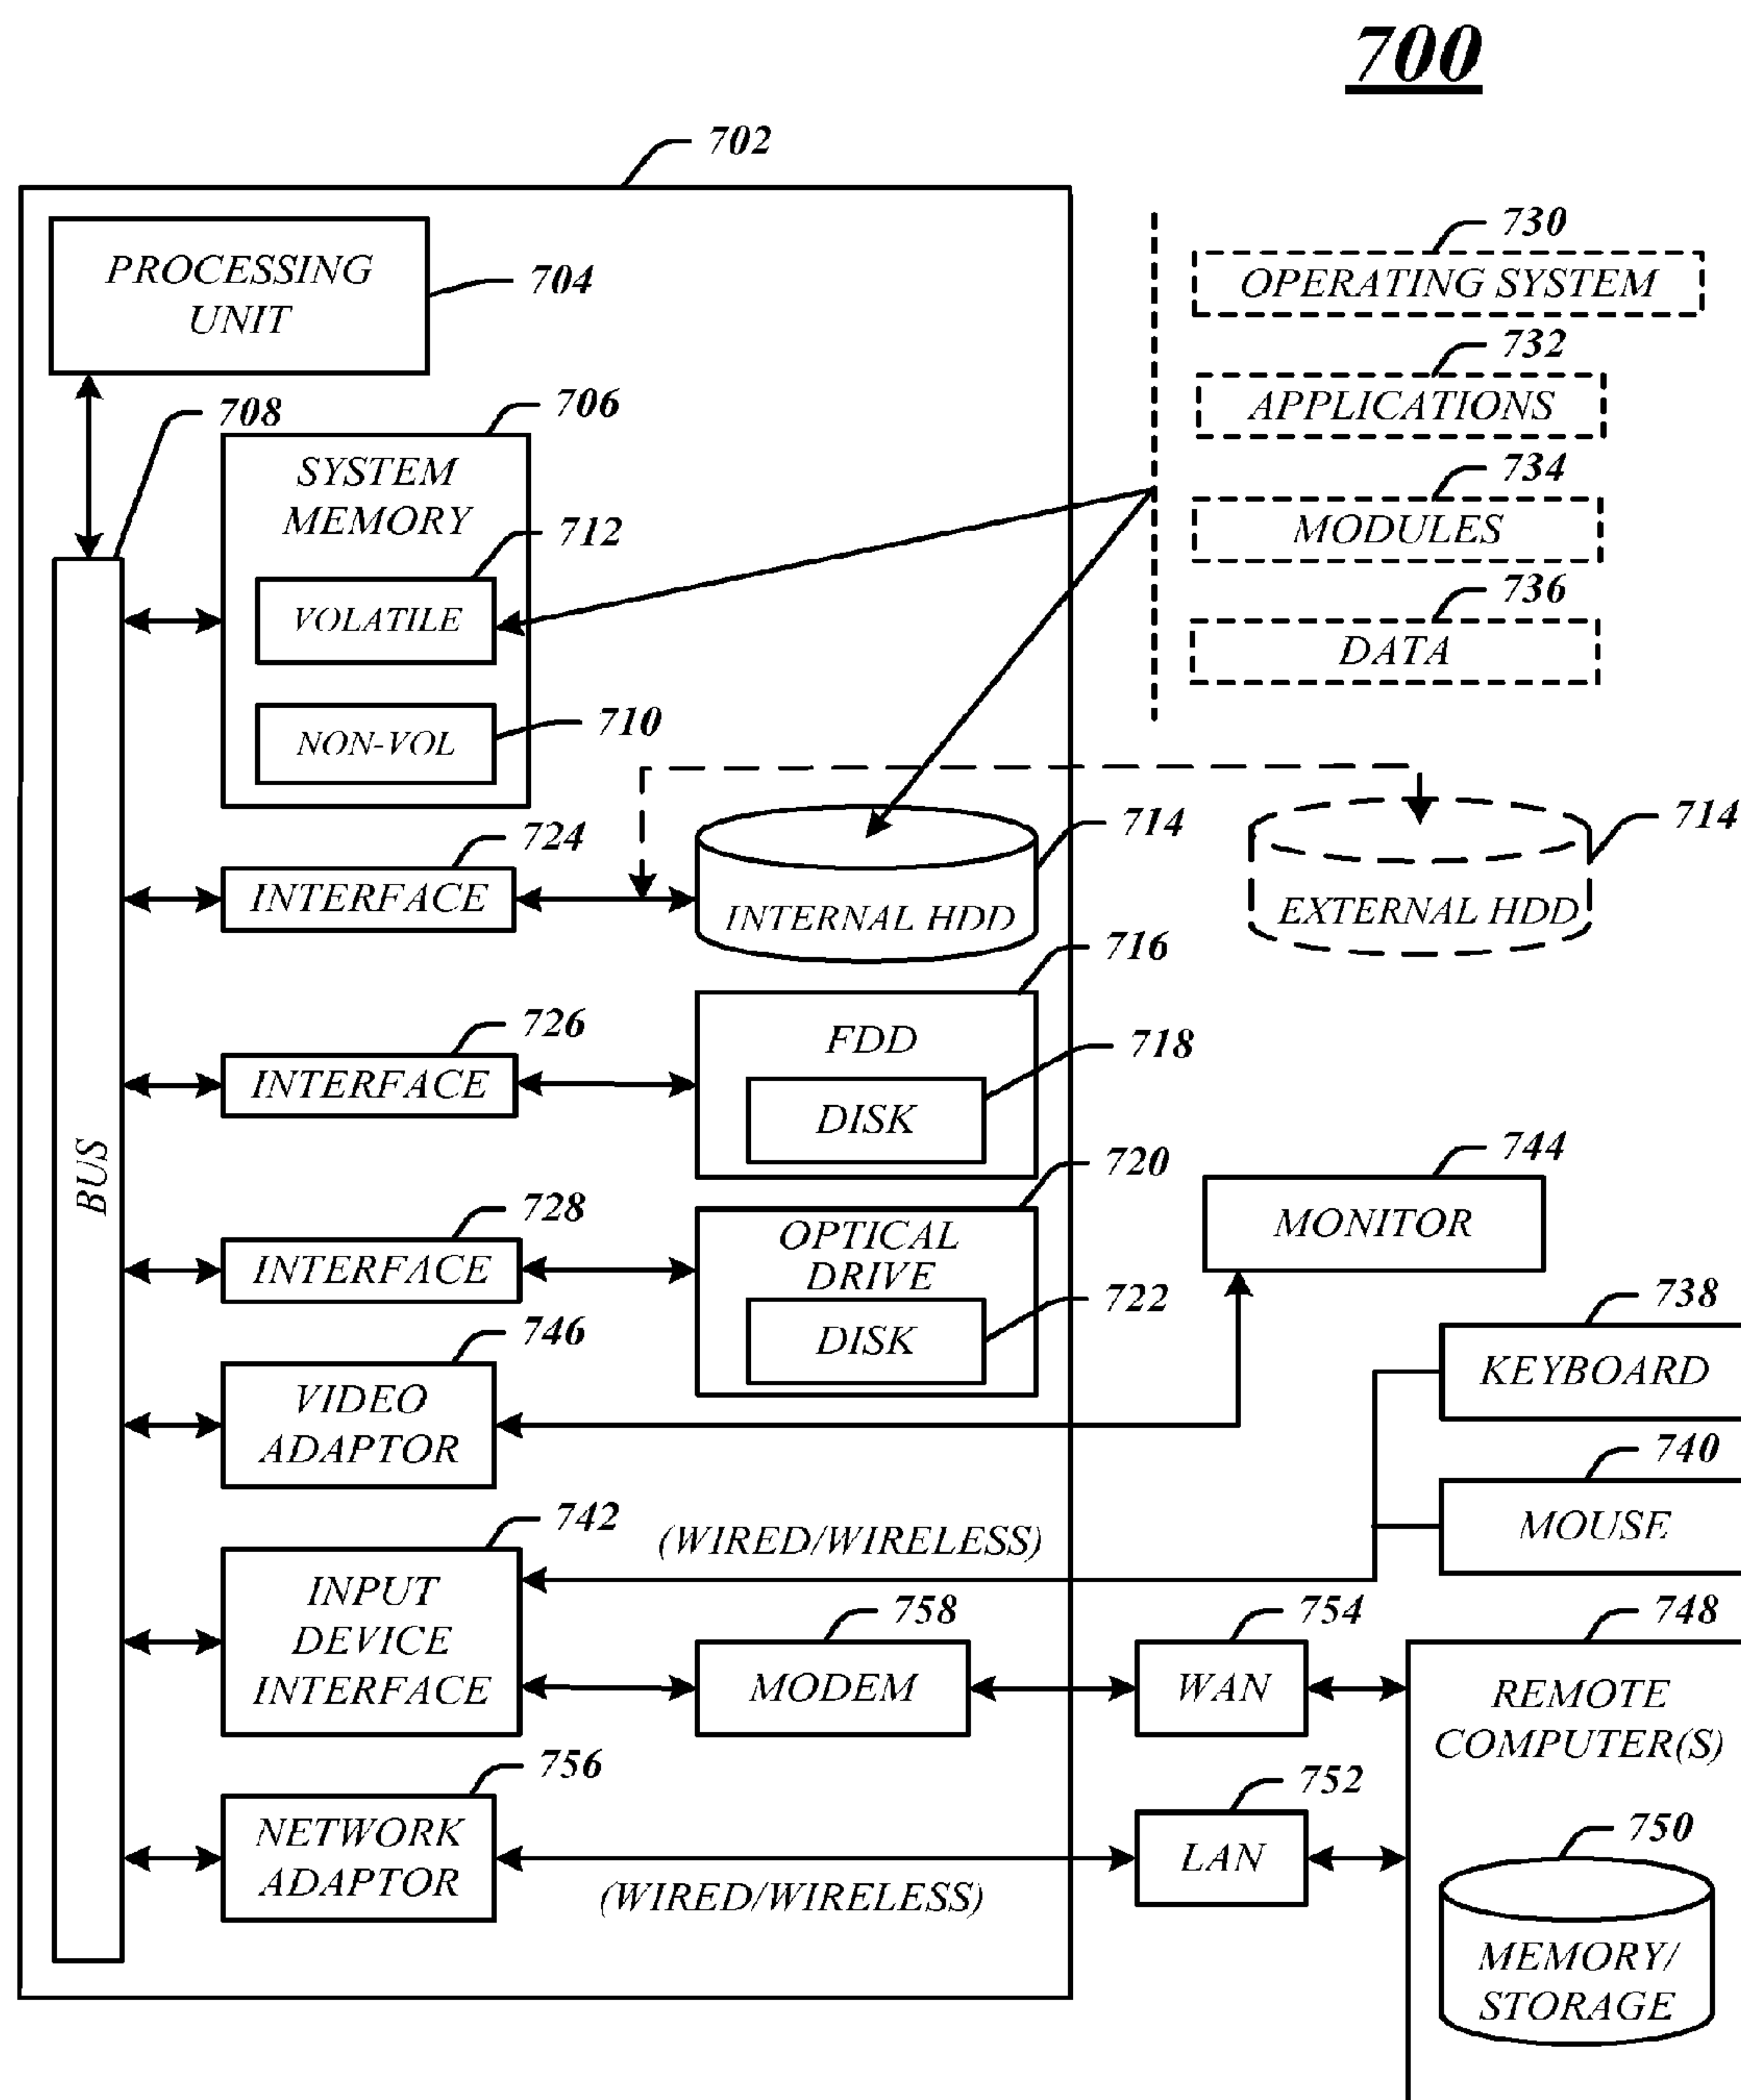 700
702
PROCESSING
UNIT
704
730
OPERATING SYSTEM
732
APPLICATIONS
734
MODULES
736
DATA
708
706
SYSTEM
MEMORY
712
VOLATILE
710
NON-VOL
724
INTERFACE
714
INTERNAL HDD
714
EXTERNAL HDD
726
INTERFACE
716
FDD
718
DISK
728
INTERFACE
720
OPTICAL
DRIVE
722
DISK
BUS
744
MONITOR
746
VIDEO
ADAPTOR
738
KEYBOARD
740
MOUSE
742
INPUT
DEVICE
INTERFACE
(WIRED/WIRELESS)
758
MODEM
754
WAN
748
REMOTE
COMPUTER(S)
756
NETWORK
ADAPTOR
(WIRED/WIRELESS)
752
LAN
750
MEMORY/
STORAGE